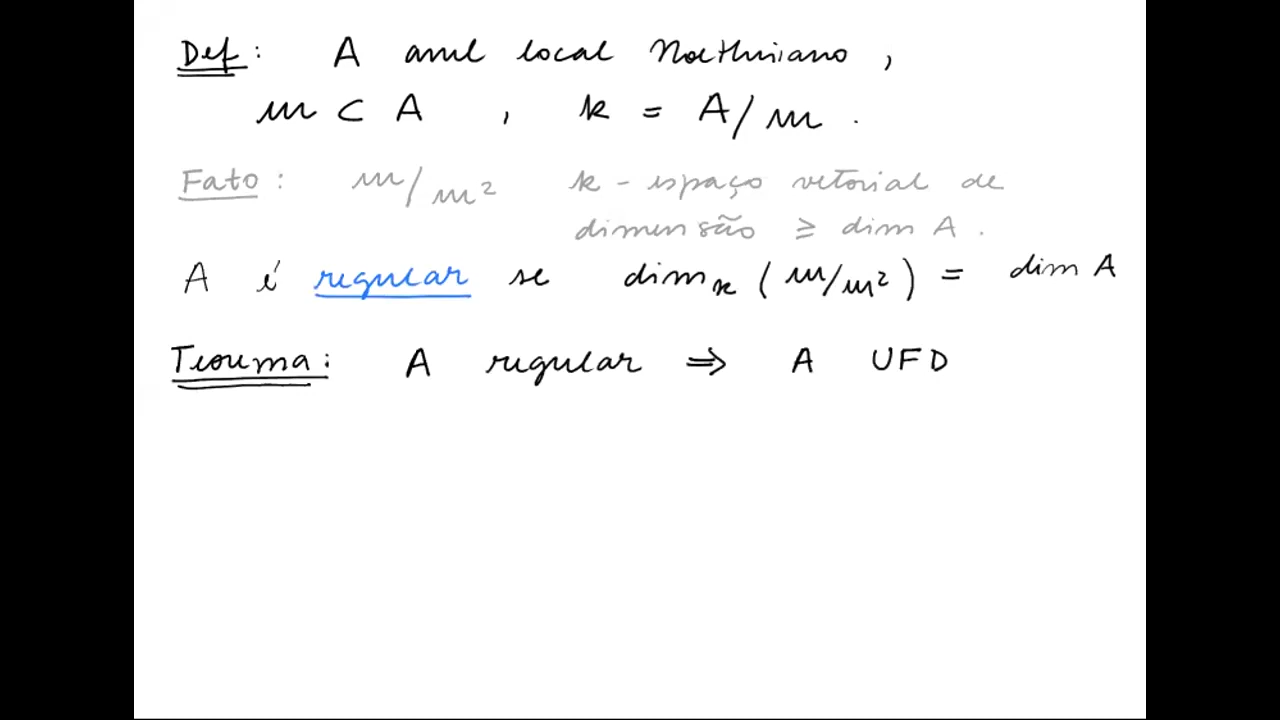 Def: A anel local Noetheriano,
m ⊂ A, k = A/m.
Fato: m/m² k-espaço vetorial de
dimensão ≥ dim A.
A é regular se dimₖ(m/m²) = dim A
Teorema: A regular ⇒ A UFD